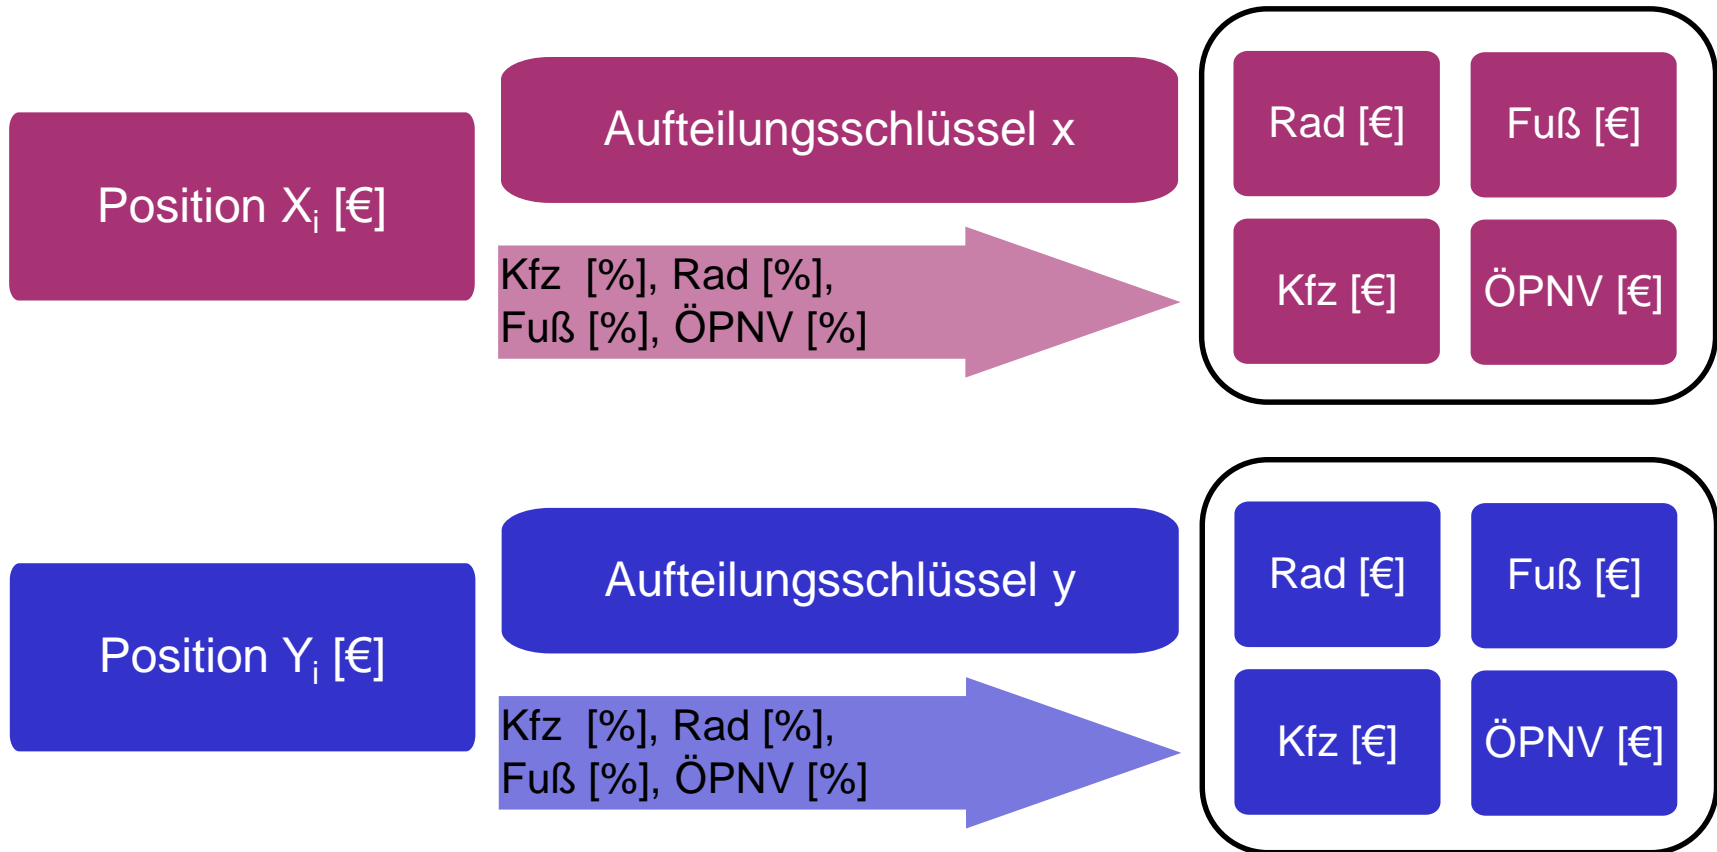 Position Xi [€]
Aufteilungsschlüssel x
Kfz  [%], Rad [%],
Fuß [%], ÖPNV [%]
Rad [€]
Fuß [€]
Kfz [€]
ÖPNV [€]
Position Yi [€]
Aufteilungsschlüssel y
Kfz  [%], Rad [%],
Fuß [%], ÖPNV [%]
Rad [€]
Fuß [€]
Kfz [€]
ÖPNV [€]